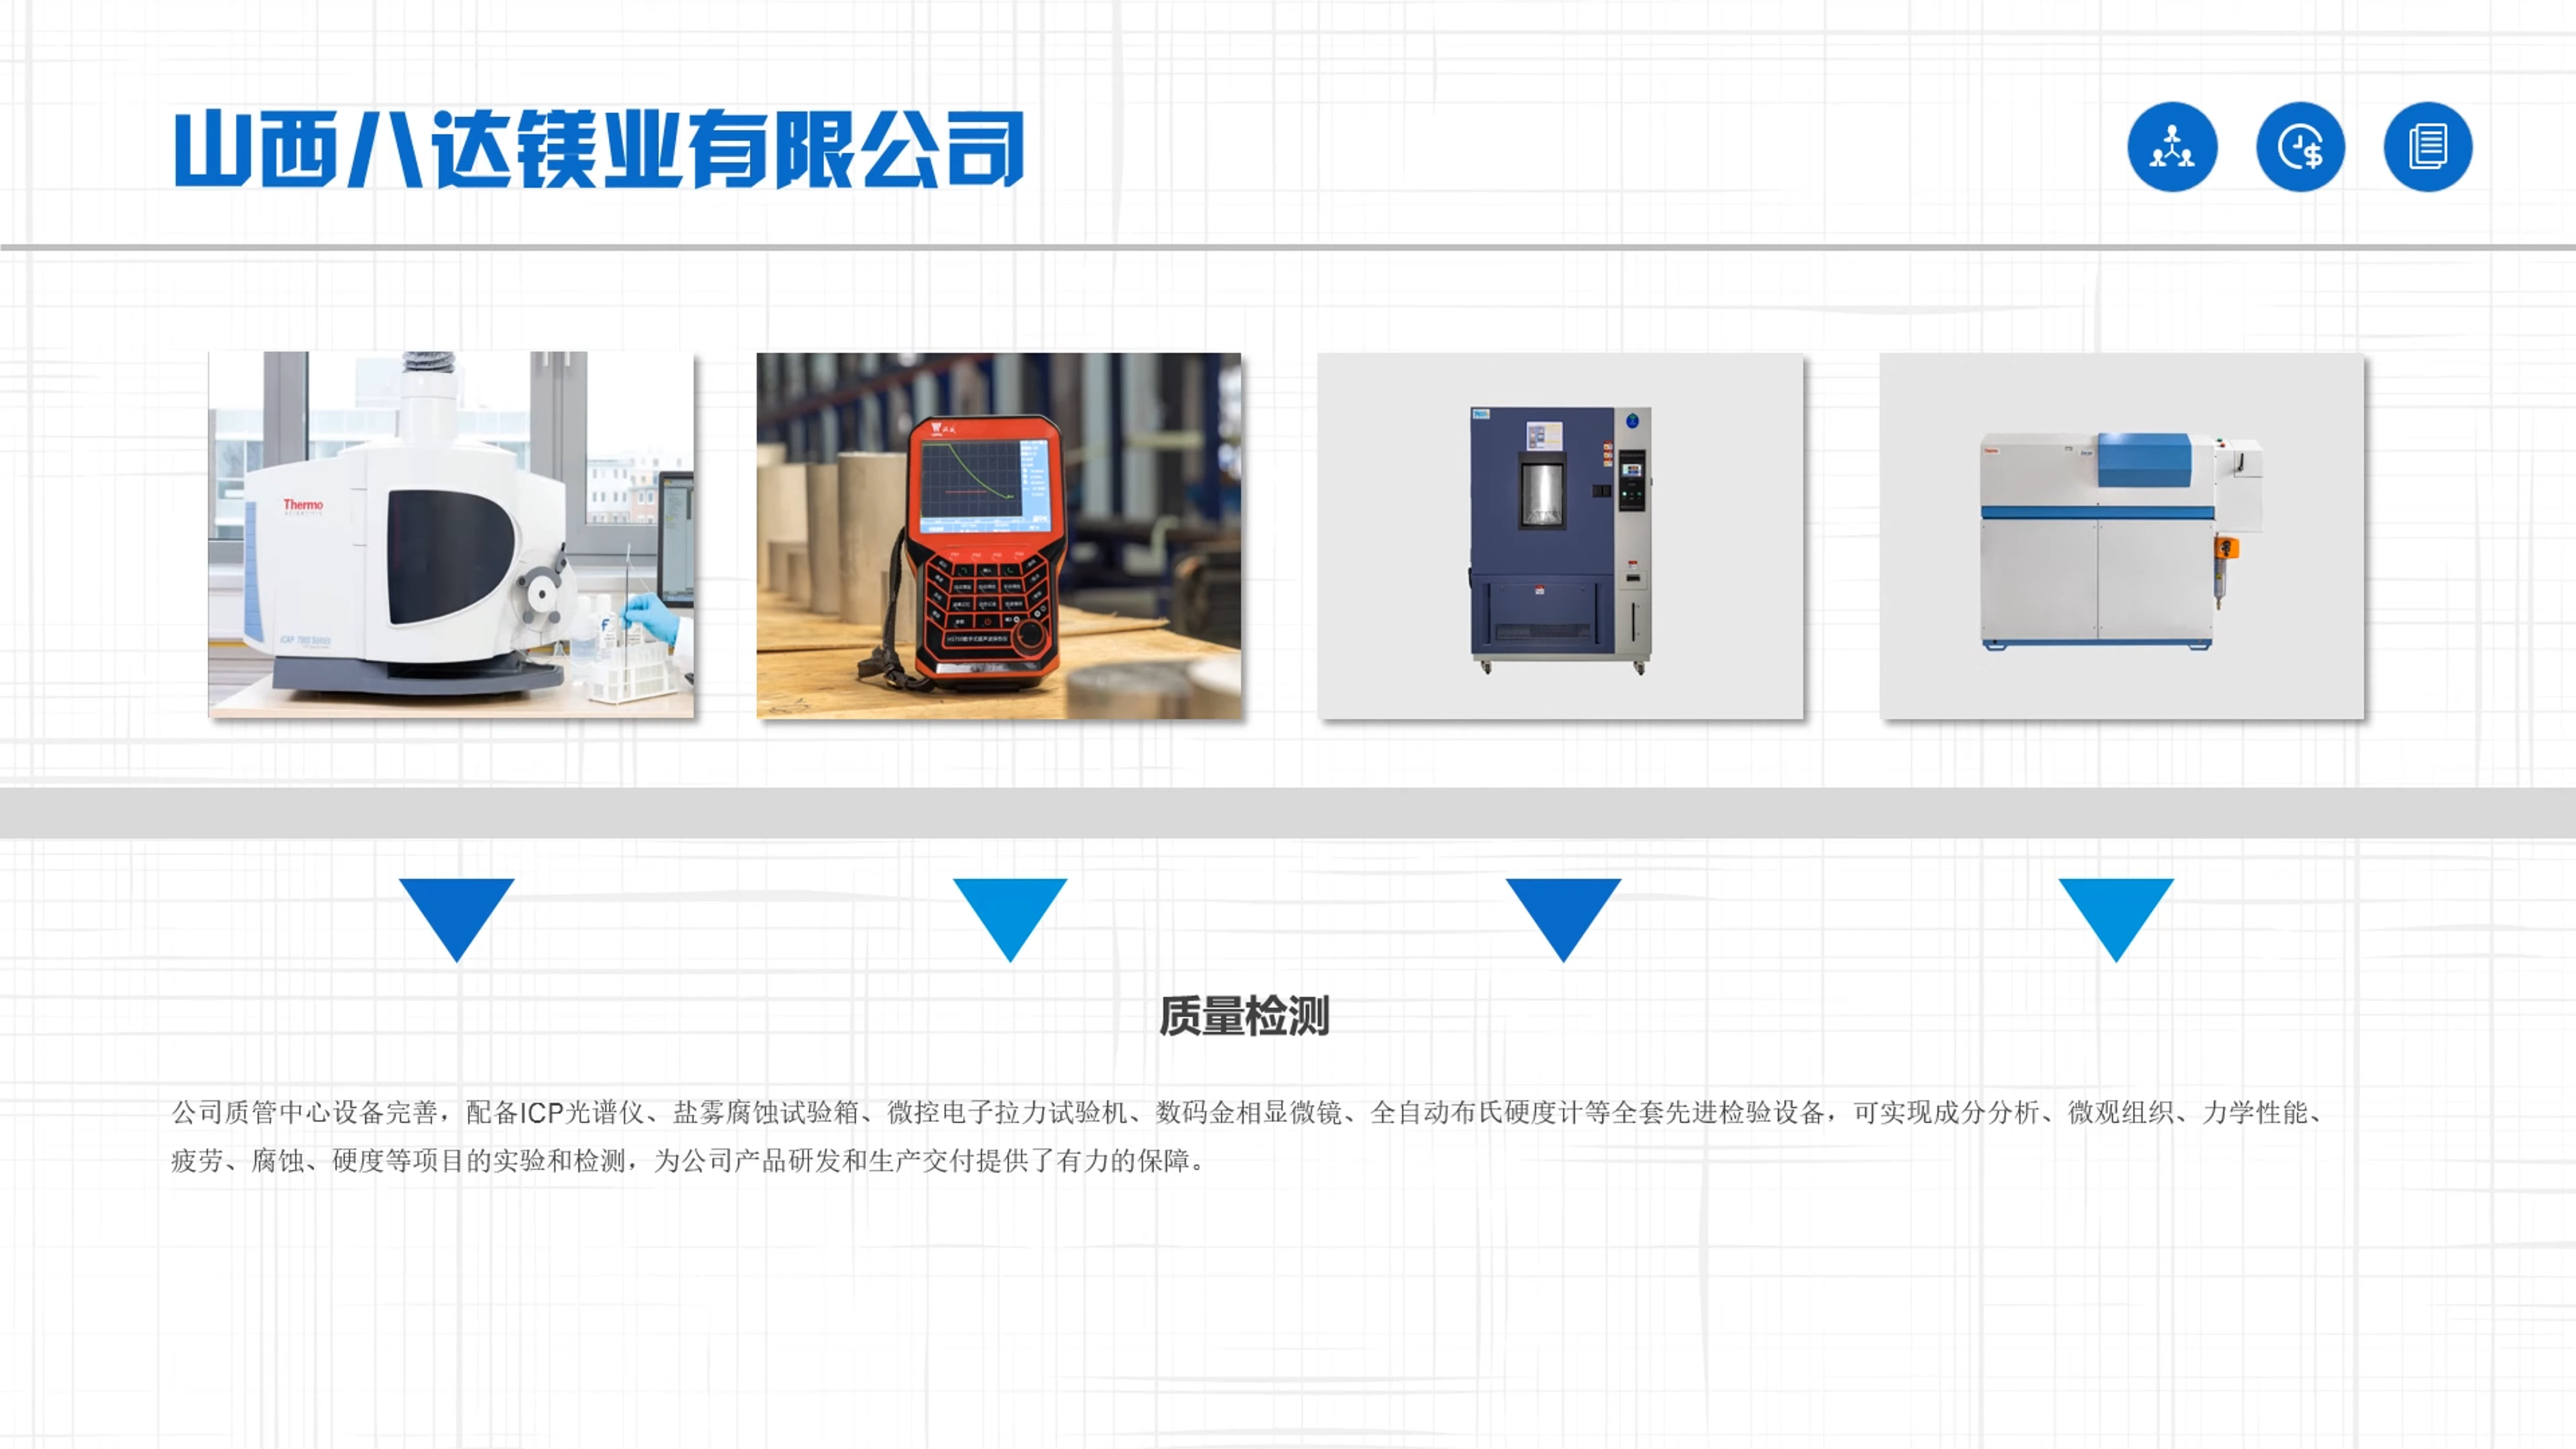 山西八达镁业有限公司
Thermo
SCIENTIFIC
iCAP 7000 SERIES
质量检测
公司质管中心设备完善，配备ICP光谱仪、盐雾腐蚀试验箱、微控电子拉力试验机、数码金相显微镜、全自动布氏硬度计等全套先进检验设备，可实现成分分析、微观组织、力学性能、
疲劳、腐蚀、硬度等项目的实验和检测，为公司产品研发和生产交付提供了有力的保障。